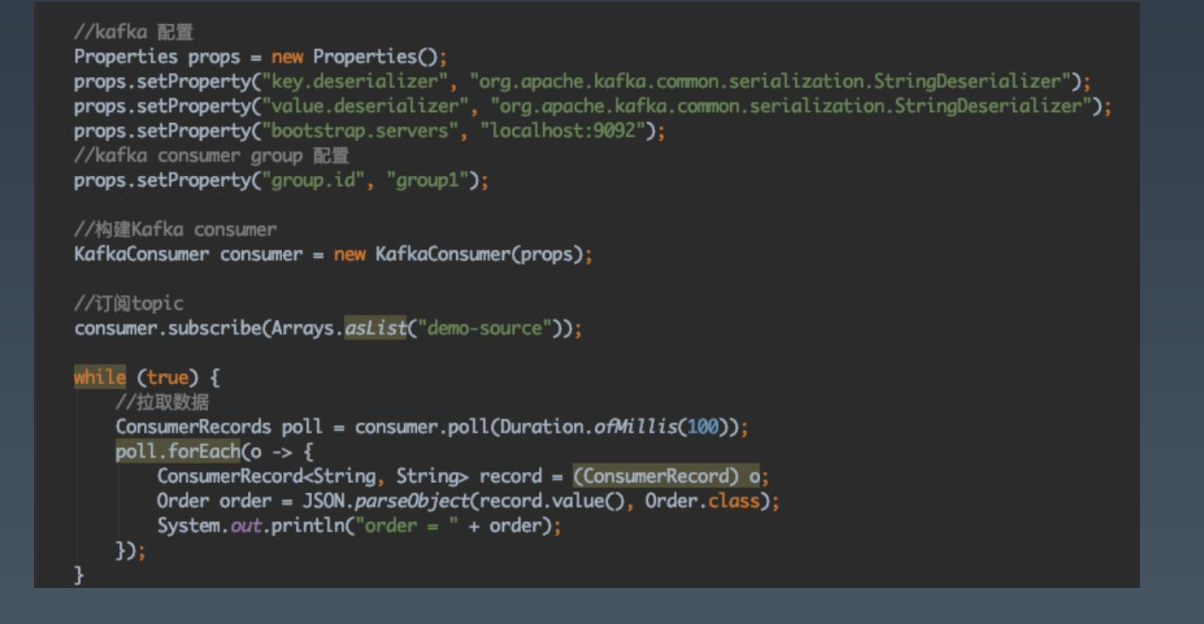 //kafka 配置
Properties props = new Properties();
props.setProperty("key.deserializer", "org.apache.kafka.common.serialization.StringDeserializer");
props.setProperty("value.deserializer", "org.apache.kafka.common.serialization.StringDeserializer");
props.setProperty("bootstrap.servers", "localhost:9092");
//kafka consumer group 配置
props.setProperty("group.id", "group1");
//构建Kafka consumer
KafkaConsumer consumer = new KafkaConsumer(props);
//订阅topic
consumer.subscribe(Arrays.asList("demo-source"));
while (true) {
//拉取数据
ConsumerRecords poll = consumer.poll(Duration.ofMillis(100));
poll.forEach(o -> {
ConsumerRecord<String, String> record = (ConsumerRecord) o;
Order order = JSON.parseObject(record.value(), Order.class);
System.out.println("order = " + order);
});
}